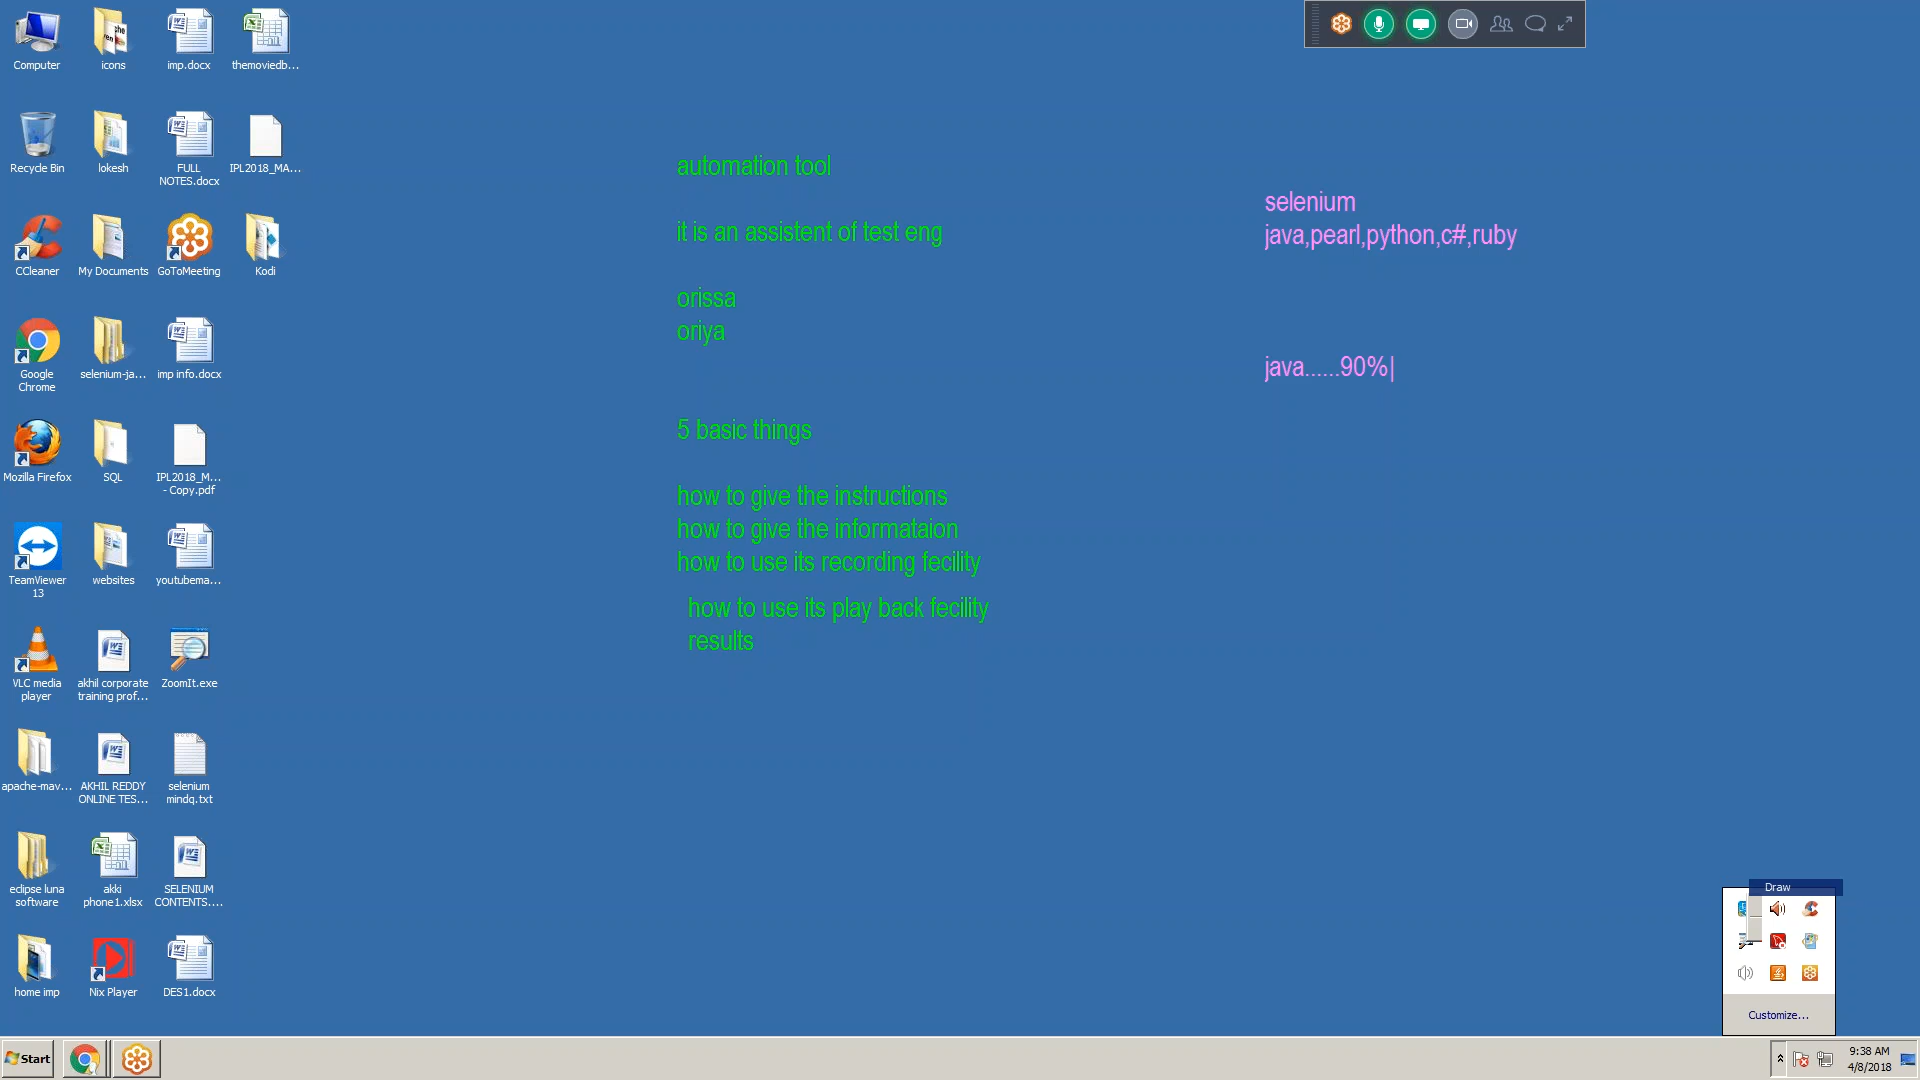 Computer
icons
imp.docx
themoviedb...
Recycle Bin
lokesh
FULL
NOTES.docx
IPL2018_MA...
CCleaner
My Documents
GoToMeeting
Kodi
Google
Chrome
selenium-ja...
imp info.docx
Mozilla Firefox
SQL
IPL2018_M...
- Copy.pdf
TeamViewer
13
websites
youtubema...
VLC media
player
akhil corporate
training prof...
ZoomIt.exe
apache-mav...
AKHIL REDDY
ONLINE TES...
selenium
mindq.txt
eclipse luna
software
akki
phone1.xlsx
SELENIUM
CONTENTS....
home imp
Nix Player
DES1.docx
automation tool
it is an assistent of test eng
orissa
oriya
5 basic things
how to give the instructions
how to give the informataion
how to use its recording fecility
how to use its play back fecility
results
selenium
java,pearl,python,c#,ruby
java......90%|
Draw
Customize...
Start
9:38 AM
4/8/2018